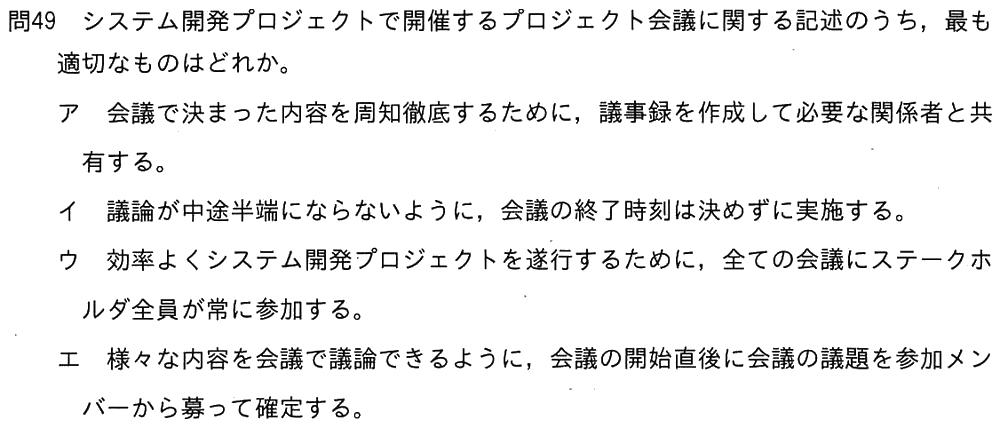 問49　システム開発プロジェクトで開催するプロジェクト会議に関する記述のうち，最も
適切なものはどれか。
ア　会議で決まった内容を周知徹底するために，議事録を作成して必要な関係者と共
有する。
イ　議論が中途半端にならないように，会議の終了時刻は決めずに実施する。
ウ　効率よくシステム開発プロジェクトを遂行するために，全ての会議にステークホ
ルダ全員が常に参加する。
エ　様々な内容を会議で議論できるように，会議の開始直後に会議の議題を参加メン
バーから募って確定する。